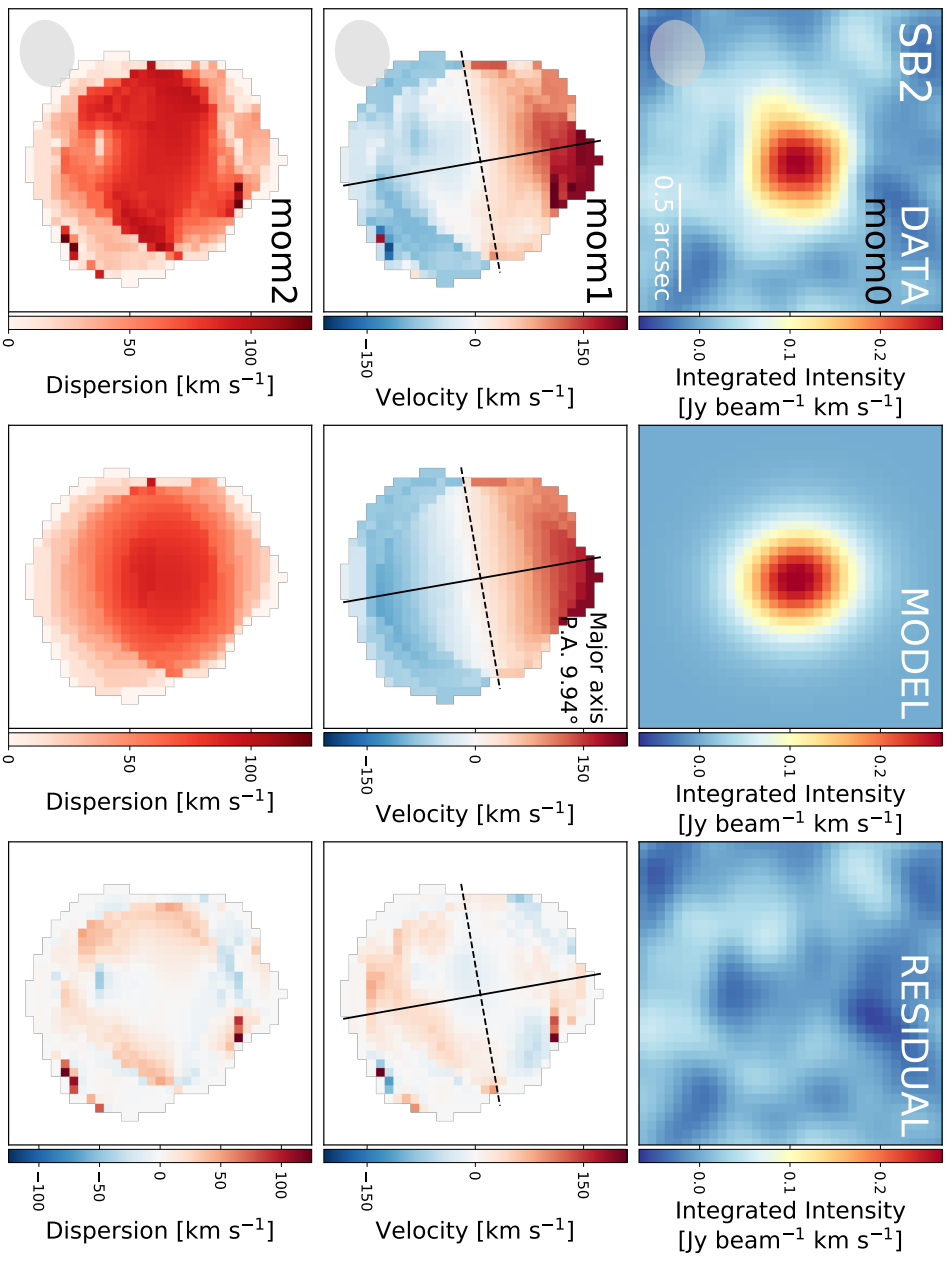 SB2 DATA
mom0
0.5 arcsec
0.2
0.1
0.0
Integrated Intensity
[Jy beam⁻¹ km s⁻¹]
MODEL
0.2
0.1
0.0
Integrated Intensity
[Jy beam⁻¹ km s⁻¹]
RESIDUAL
0.2
0.1
0.0
Integrated Intensity
[Jy beam⁻¹ km s⁻¹]
mom1
150
0
−150
Velocity [km s⁻¹]
Major axis
P.A. 9.94°
150
0
−150
Velocity [km s⁻¹]
150
0
−150
Velocity [km s⁻¹]
mom2
100
50
0
Dispersion [km s⁻¹]
100
50
0
Dispersion [km s⁻¹]
100
50
0
−50
−100
Dispersion [km s⁻¹]